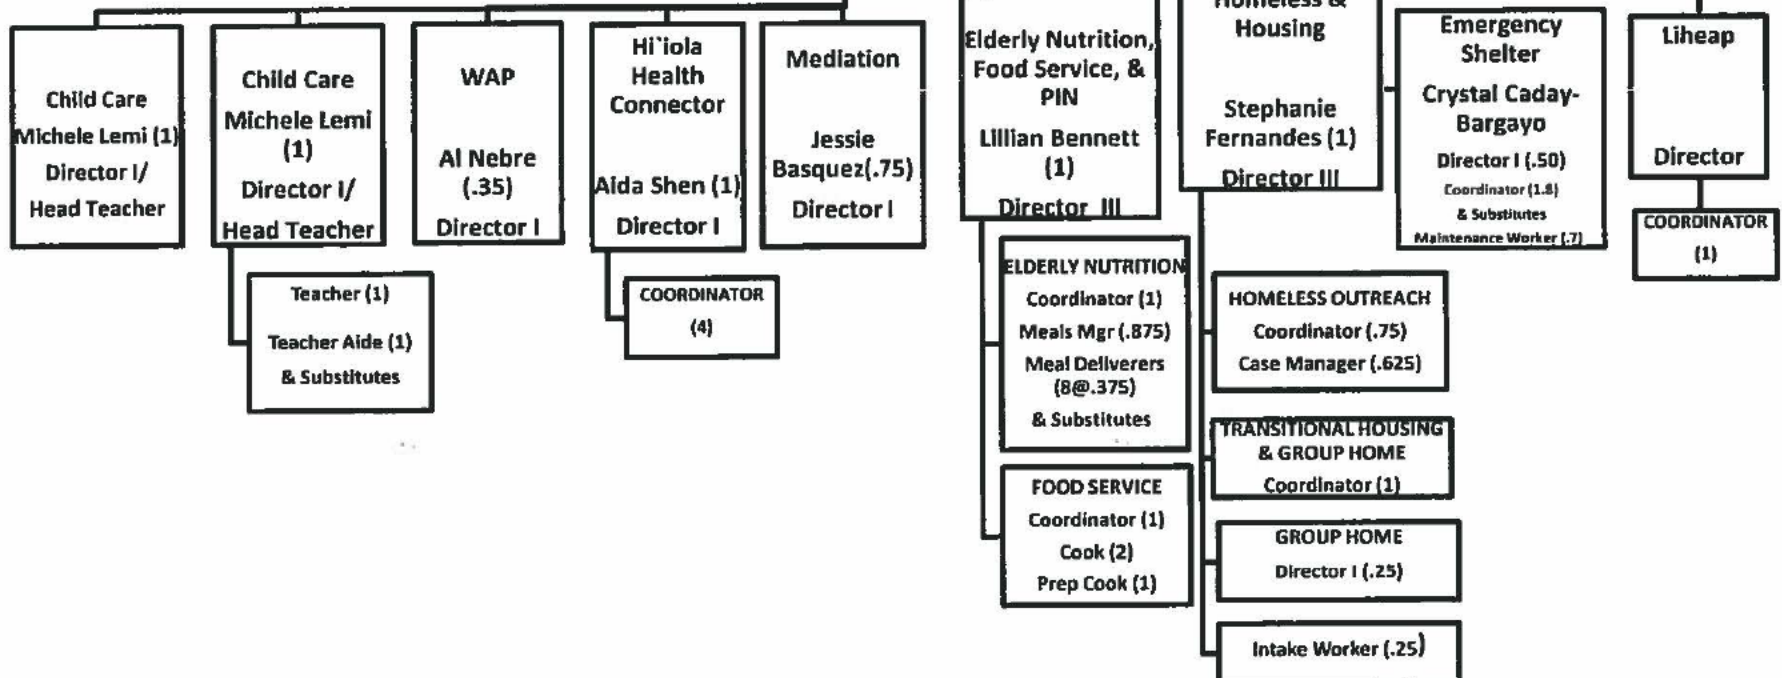 Child Care
Michele Lemi (1)
Director I/
Head Teacher
Child Care
Michele Lemi
(1)
Director I/
Head Teacher
Teacher (1)
Teacher Aide (1)
& Substitutes
WAP
Al Nebre
(.35)
Director I
Hi`iola
Health
Connector
Aida Shen (1)
Director I
COORDINATOR
(4)
Mediation
Jessie
Basquez(.75)
Director I
Elderly Nutrition,
Food Service, &
PIN
Lillian Bennett
(1)
Director III
ELDERLY NUTRITION
Coordinator (1)
Meals Mgr (.875)
Meal Deliverers
(8@.375)
& Substitutes
FOOD SERVICE
Coordinator (1)
Cook (2)
Prep Cook (1)
Homeless &
Housing
Stephanie
Fernandes (1)
Director III
HOMELESS OUTREACH
Coordinator (.75)
Case Manager (.625)
TRANSITIONAL HOUSING
& GROUP HOME
Coordinator (1)
GROUP HOME
Director I (.25)
Intake Worker (.25)
Emergency
Shelter
Crystal Caday-
Bargayo
Director I (.50)
Coordinator (1.8)
& Substitutes
Maintenance Worker (.7)
Liheap
Director
COORDINATOR
(1)